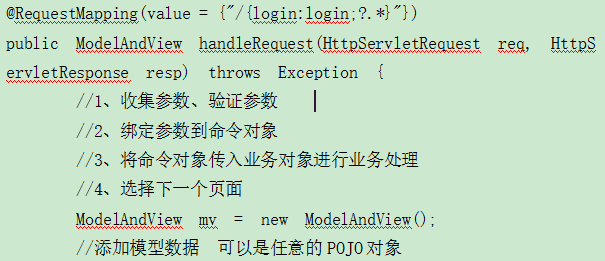 @RequestMapping(value = {"/{login:login;?.*}"})
public ModelAndView handleRequest(HttpServletRequest req, HttpS
ervletResponse resp) throws Exception {
//1、收集参数、验证参数
//2、绑定参数到命令对象
//3、将命令对象传入业务对象进行业务处理
//4、选择下一个页面
ModelAndView mv = new ModelAndView();
//添加模型数据 可以是任意的POJO对象